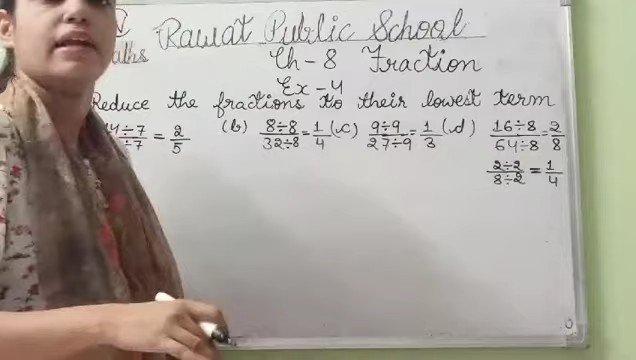 Rawat Public School
Ch-8 Fraction
Ex-4
Reduce the fractions to their lowest term
14÷7/÷7 = 2/5 (b) 8÷8/32÷8 = 1/4 (c) 9÷9/27÷9 = 1/3 (d) 16÷8/64÷8 = 2/8
2÷2/8÷2 = 1/4